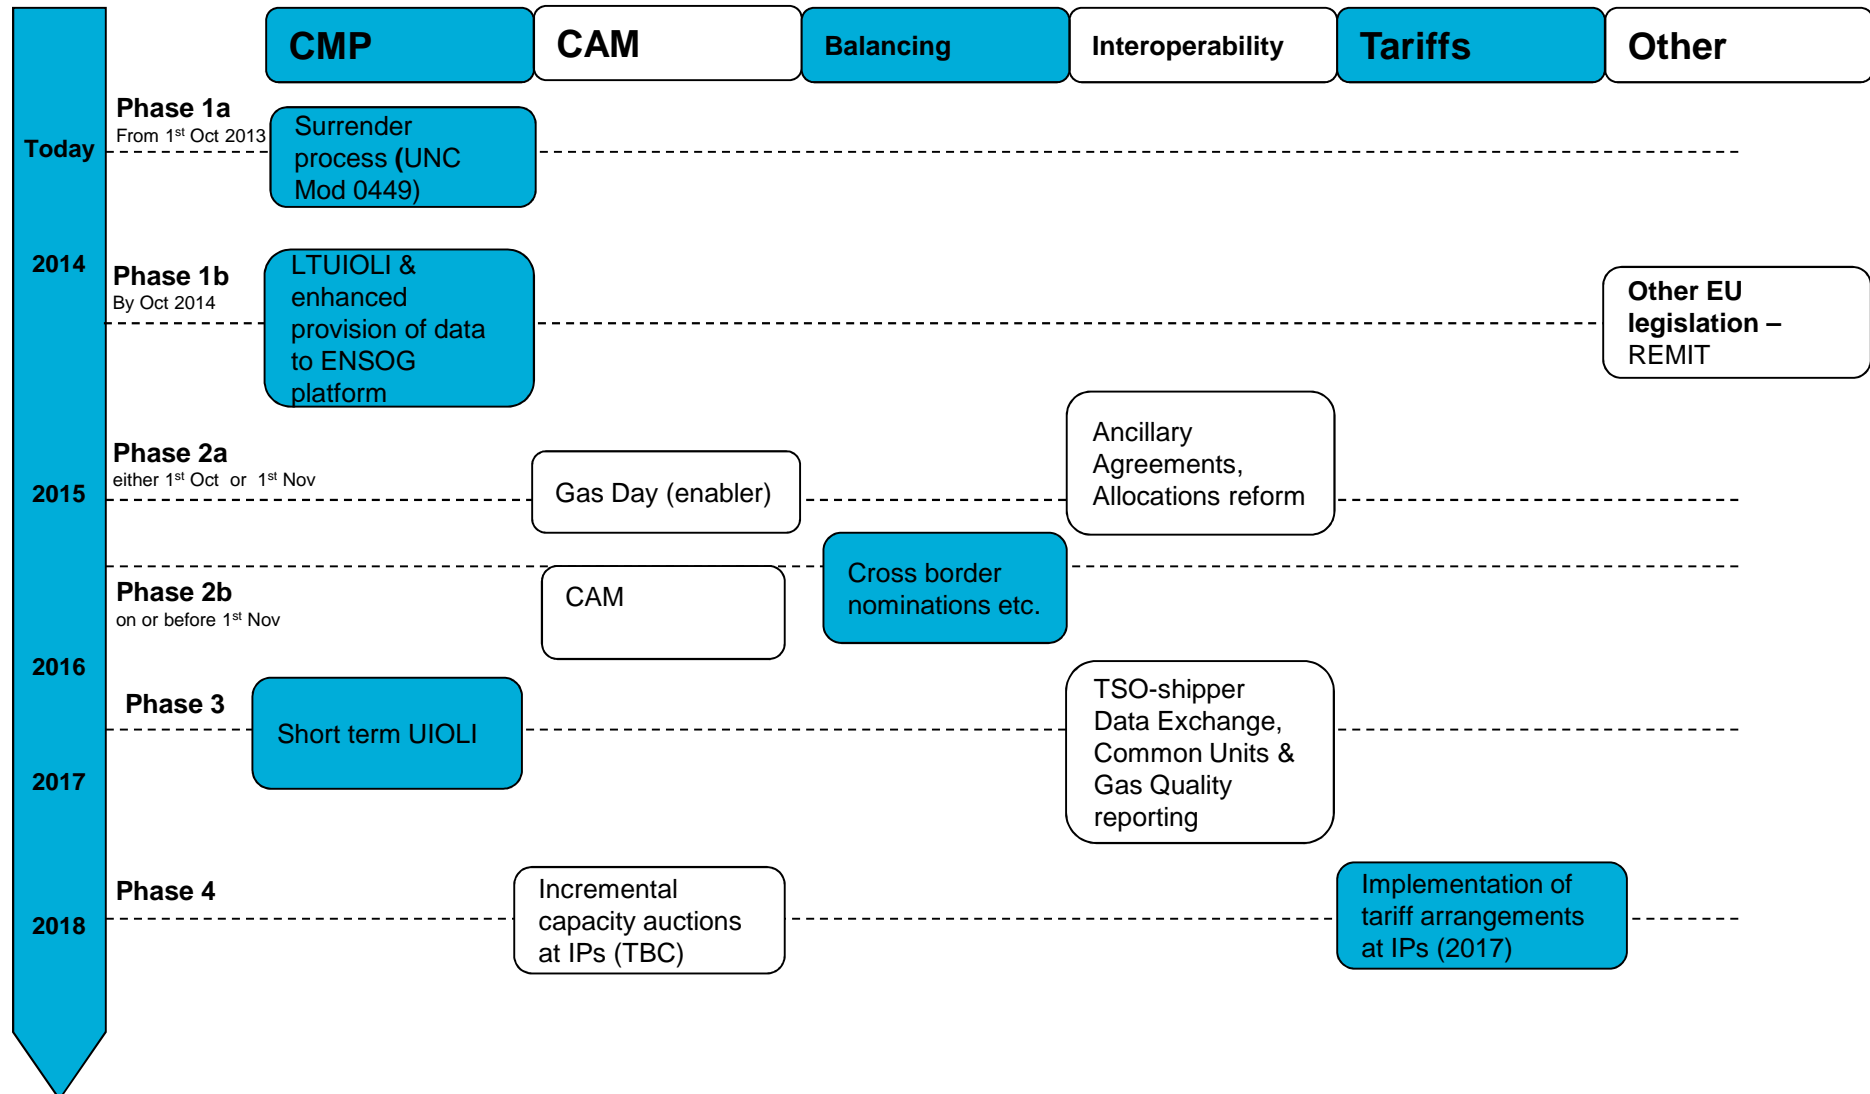 CMP
CAM
Balancing
Interoperability
Tariffs
Other
Phase 1a
From 1st Oct 2013
Today
Surrender
process (UNC
Mod 0449)
2014
Phase 1b
By Oct 2014
LTUIOLI &
enhanced
provision of data
to ENSOG
platform
Other EU
legislation –
REMIT
Phase 2a
either 1st Oct or 1st Nov
2015
Gas Day (enabler)
Ancillary
Agreements,
Allocations reform
Phase 2b
on or before 1st Nov
CAM
Cross border
nominations etc.
2016
Phase 3
Short term UIOLI
TSO-shipper
Data Exchange,
Common Units &
Gas Quality
reporting
2017
Phase 4
2018
Incremental
capacity auctions
at IPs (TBC)
Implementation of
tariff arrangements
at IPs (2017)